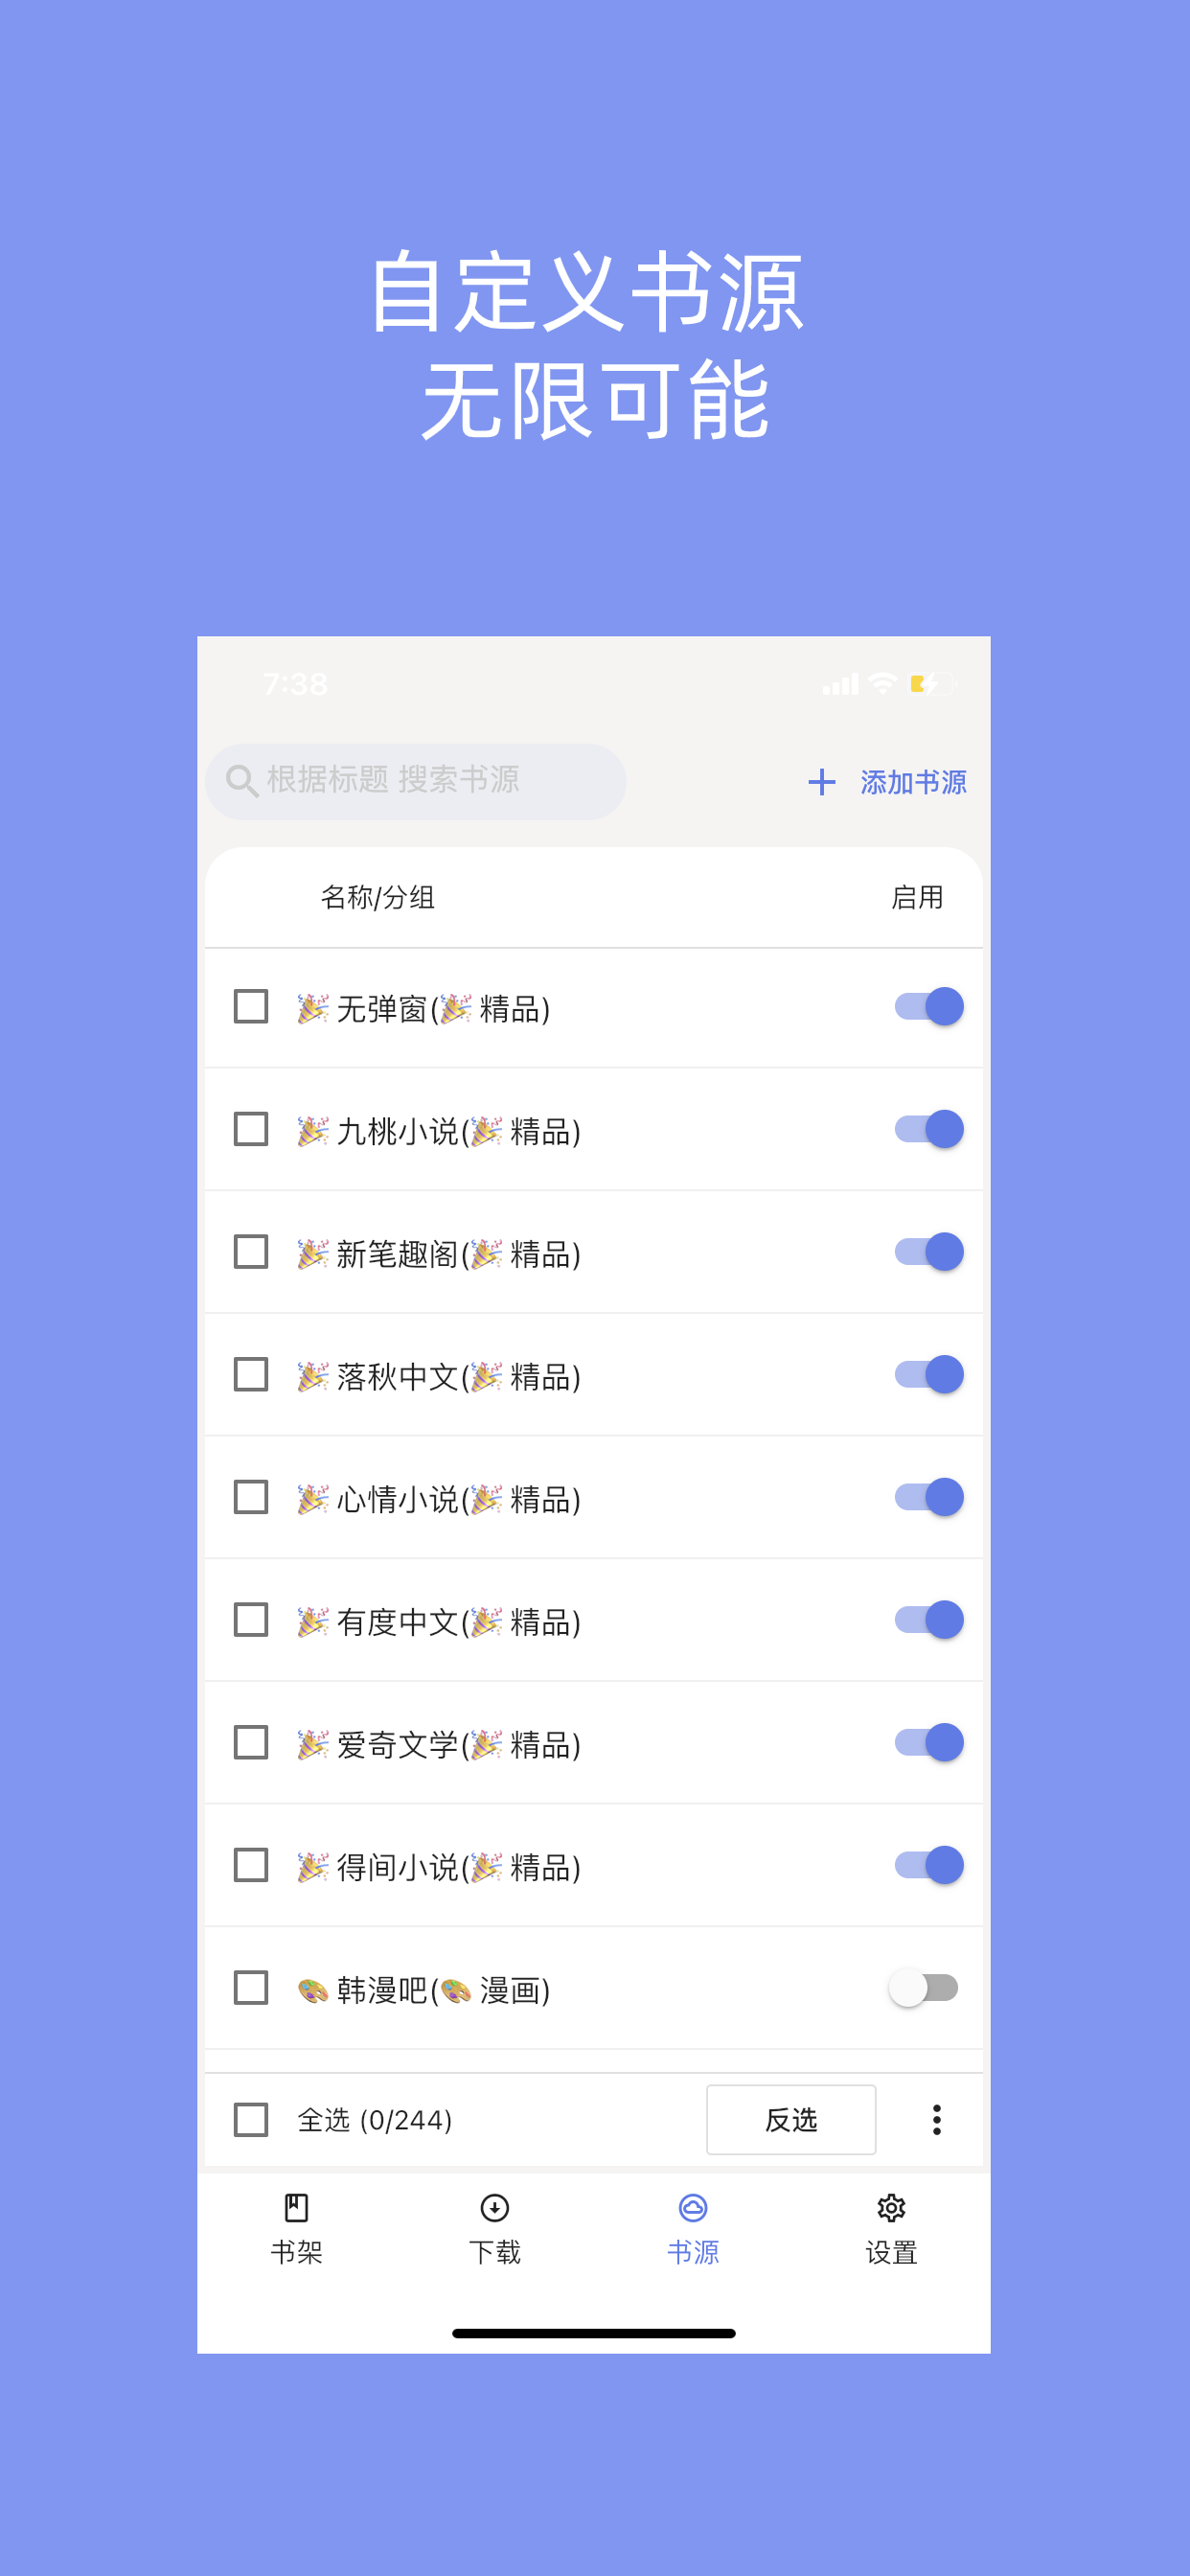 自定义书源
无限可能
7:38
根据标题 搜索书源
+ 添加书源
名称/分组 启用
🎉 无弹窗(🎉 精品)
🎉 九桃小说(🎉 精品)
🎉 新笔趣阁(🎉 精品)
🎉 落秋中文(🎉 精品)
🎉 心情小说(🎉 精品)
🎉 有度中文(🎉 精品)
🎉 爱奇文学(🎉 精品)
🎉 得间小说(🎉 精品)
🎨 韩漫吧(🎨 漫画)
全选 (0/244) 反选
书架 下载 书源 设置